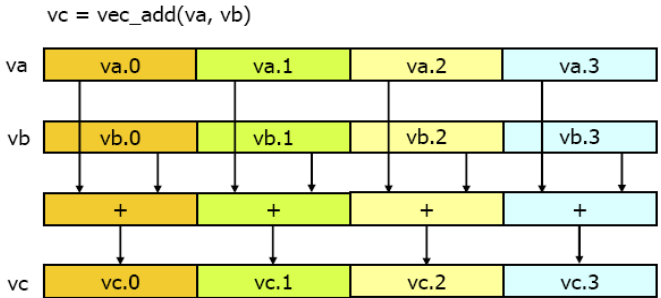 vc = vec_add(va, vb)
va va.0 va.1 va.2 va.3
vb vb.0 vb.1 vb.2 vb.3
+ + + +
vc vc.0 vc.1 vc.2 vc.3